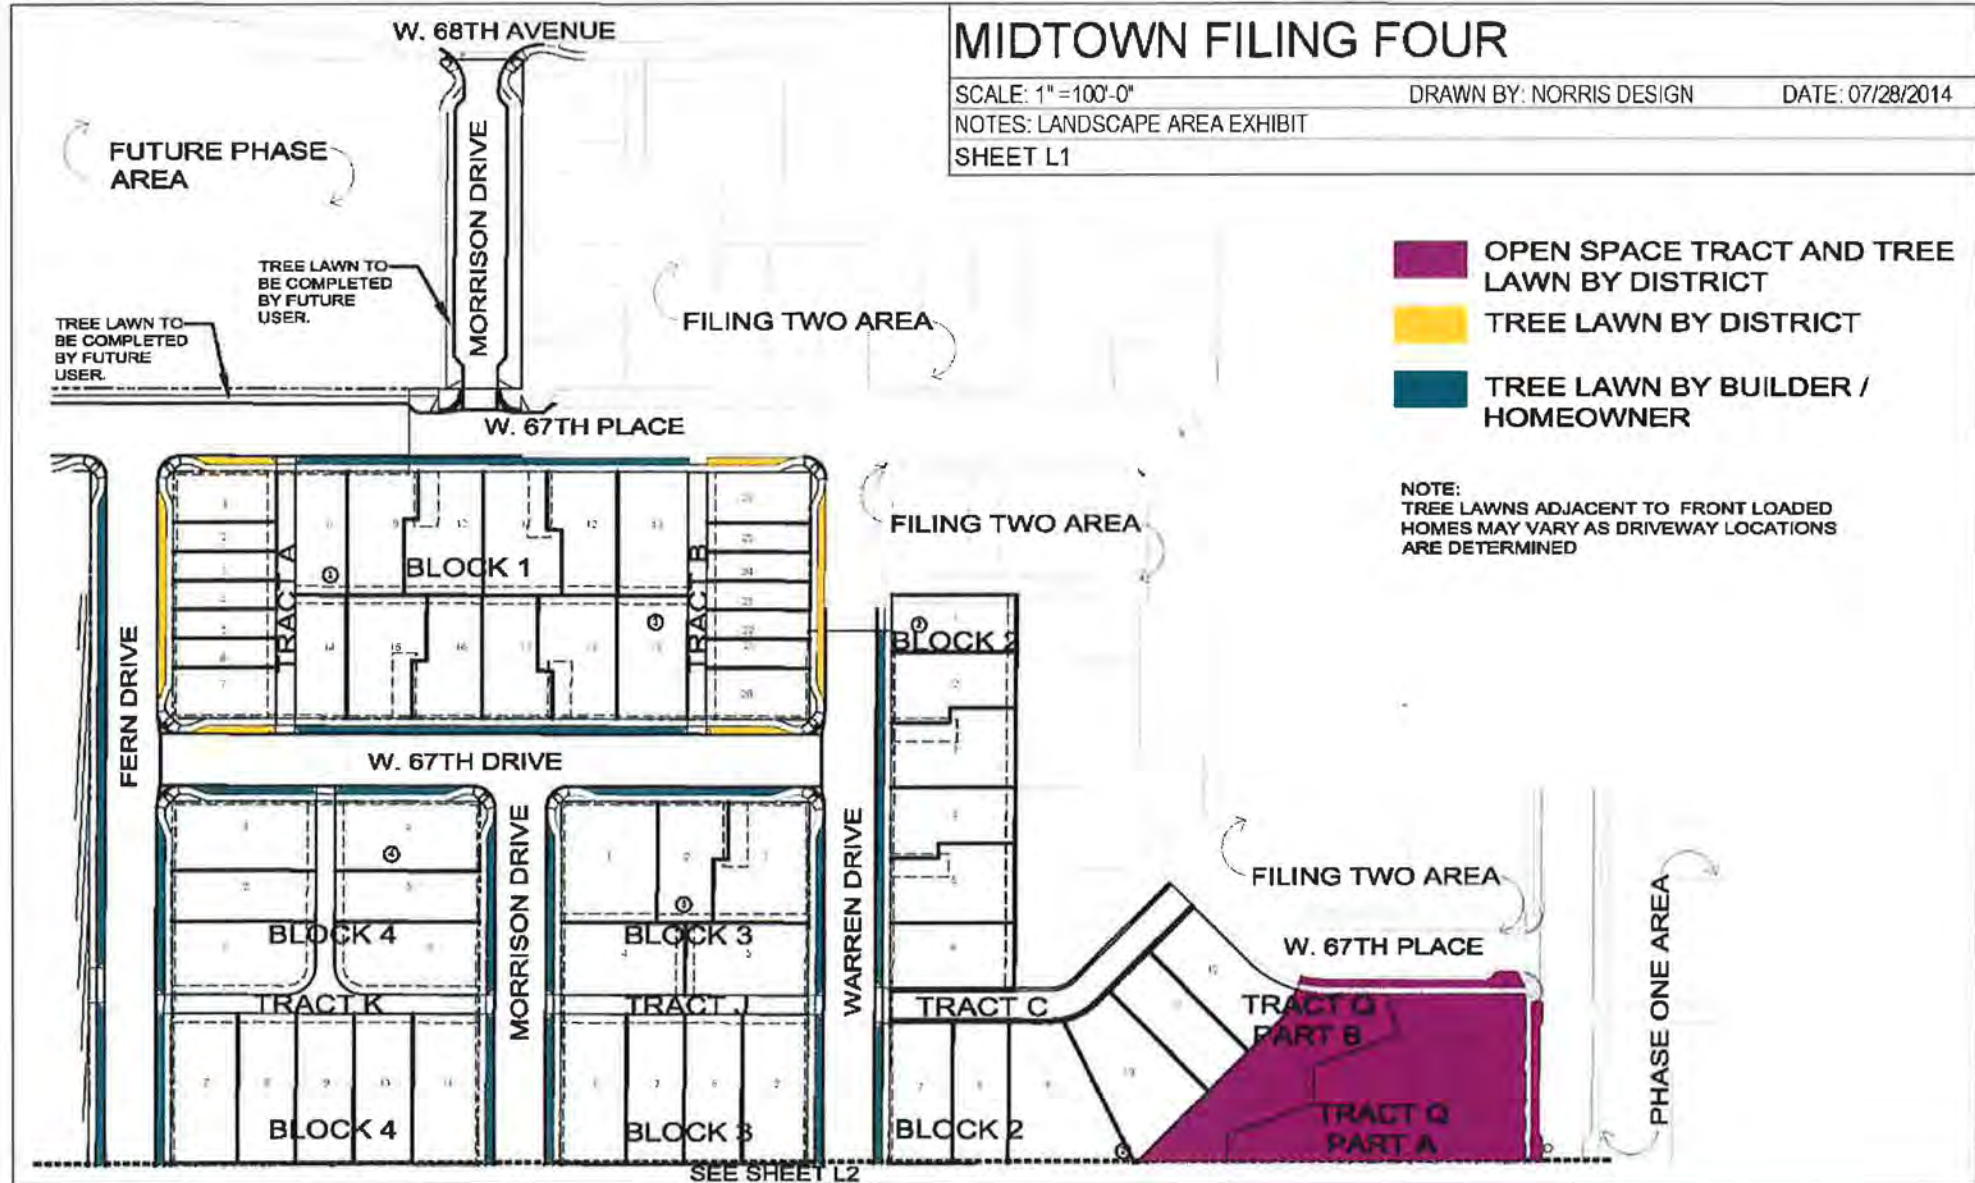 MIDTOWN FILING FOUR
SCALE: 1" =100'-0"
DRAWN BY: NORRIS DESIGN
DATE: 07/28/2014
NOTES: LANDSCAPE AREA EXHIBIT
SHEET L1
W. 68TH AVENUE
FUTURE PHASE
AREA
MORRISON DRIVE
TREE LAWN TO
BE COMPLETED
BY FUTURE
USER.
TREE LAWN TO
BE COMPLETED
BY FUTURE
USER.
FILING TWO AREA
OPEN SPACE TRACT AND TREE
LAWN BY DISTRICT
TREE LAWN BY DISTRICT
TREE LAWN BY BUILDER /
HOMEOWNER
NOTE:
TREE LAWNS ADJACENT TO FRONT LOADED
HOMES MAY VARY AS DRIVEWAY LOCATIONS
ARE DETERMINED
W. 67TH PLACE
FILING TWO AREA
TRACT A
BLOCK 1
TRACT B
FERN DRIVE
BLOCK 2
W. 67TH DRIVE
MORRISON DRIVE
WARREN DRIVE
FILING TWO AREA
BLOCK 4
BLOCK 3
W. 67TH PLACE
PHASE ONE AREA
TRACT K
TRACT J
TRACT C
TRACT Q
PART B
BLOCK 4
BLOCK 3
BLOCK 2
TRACT Q
PART A
SEE SHEET L2